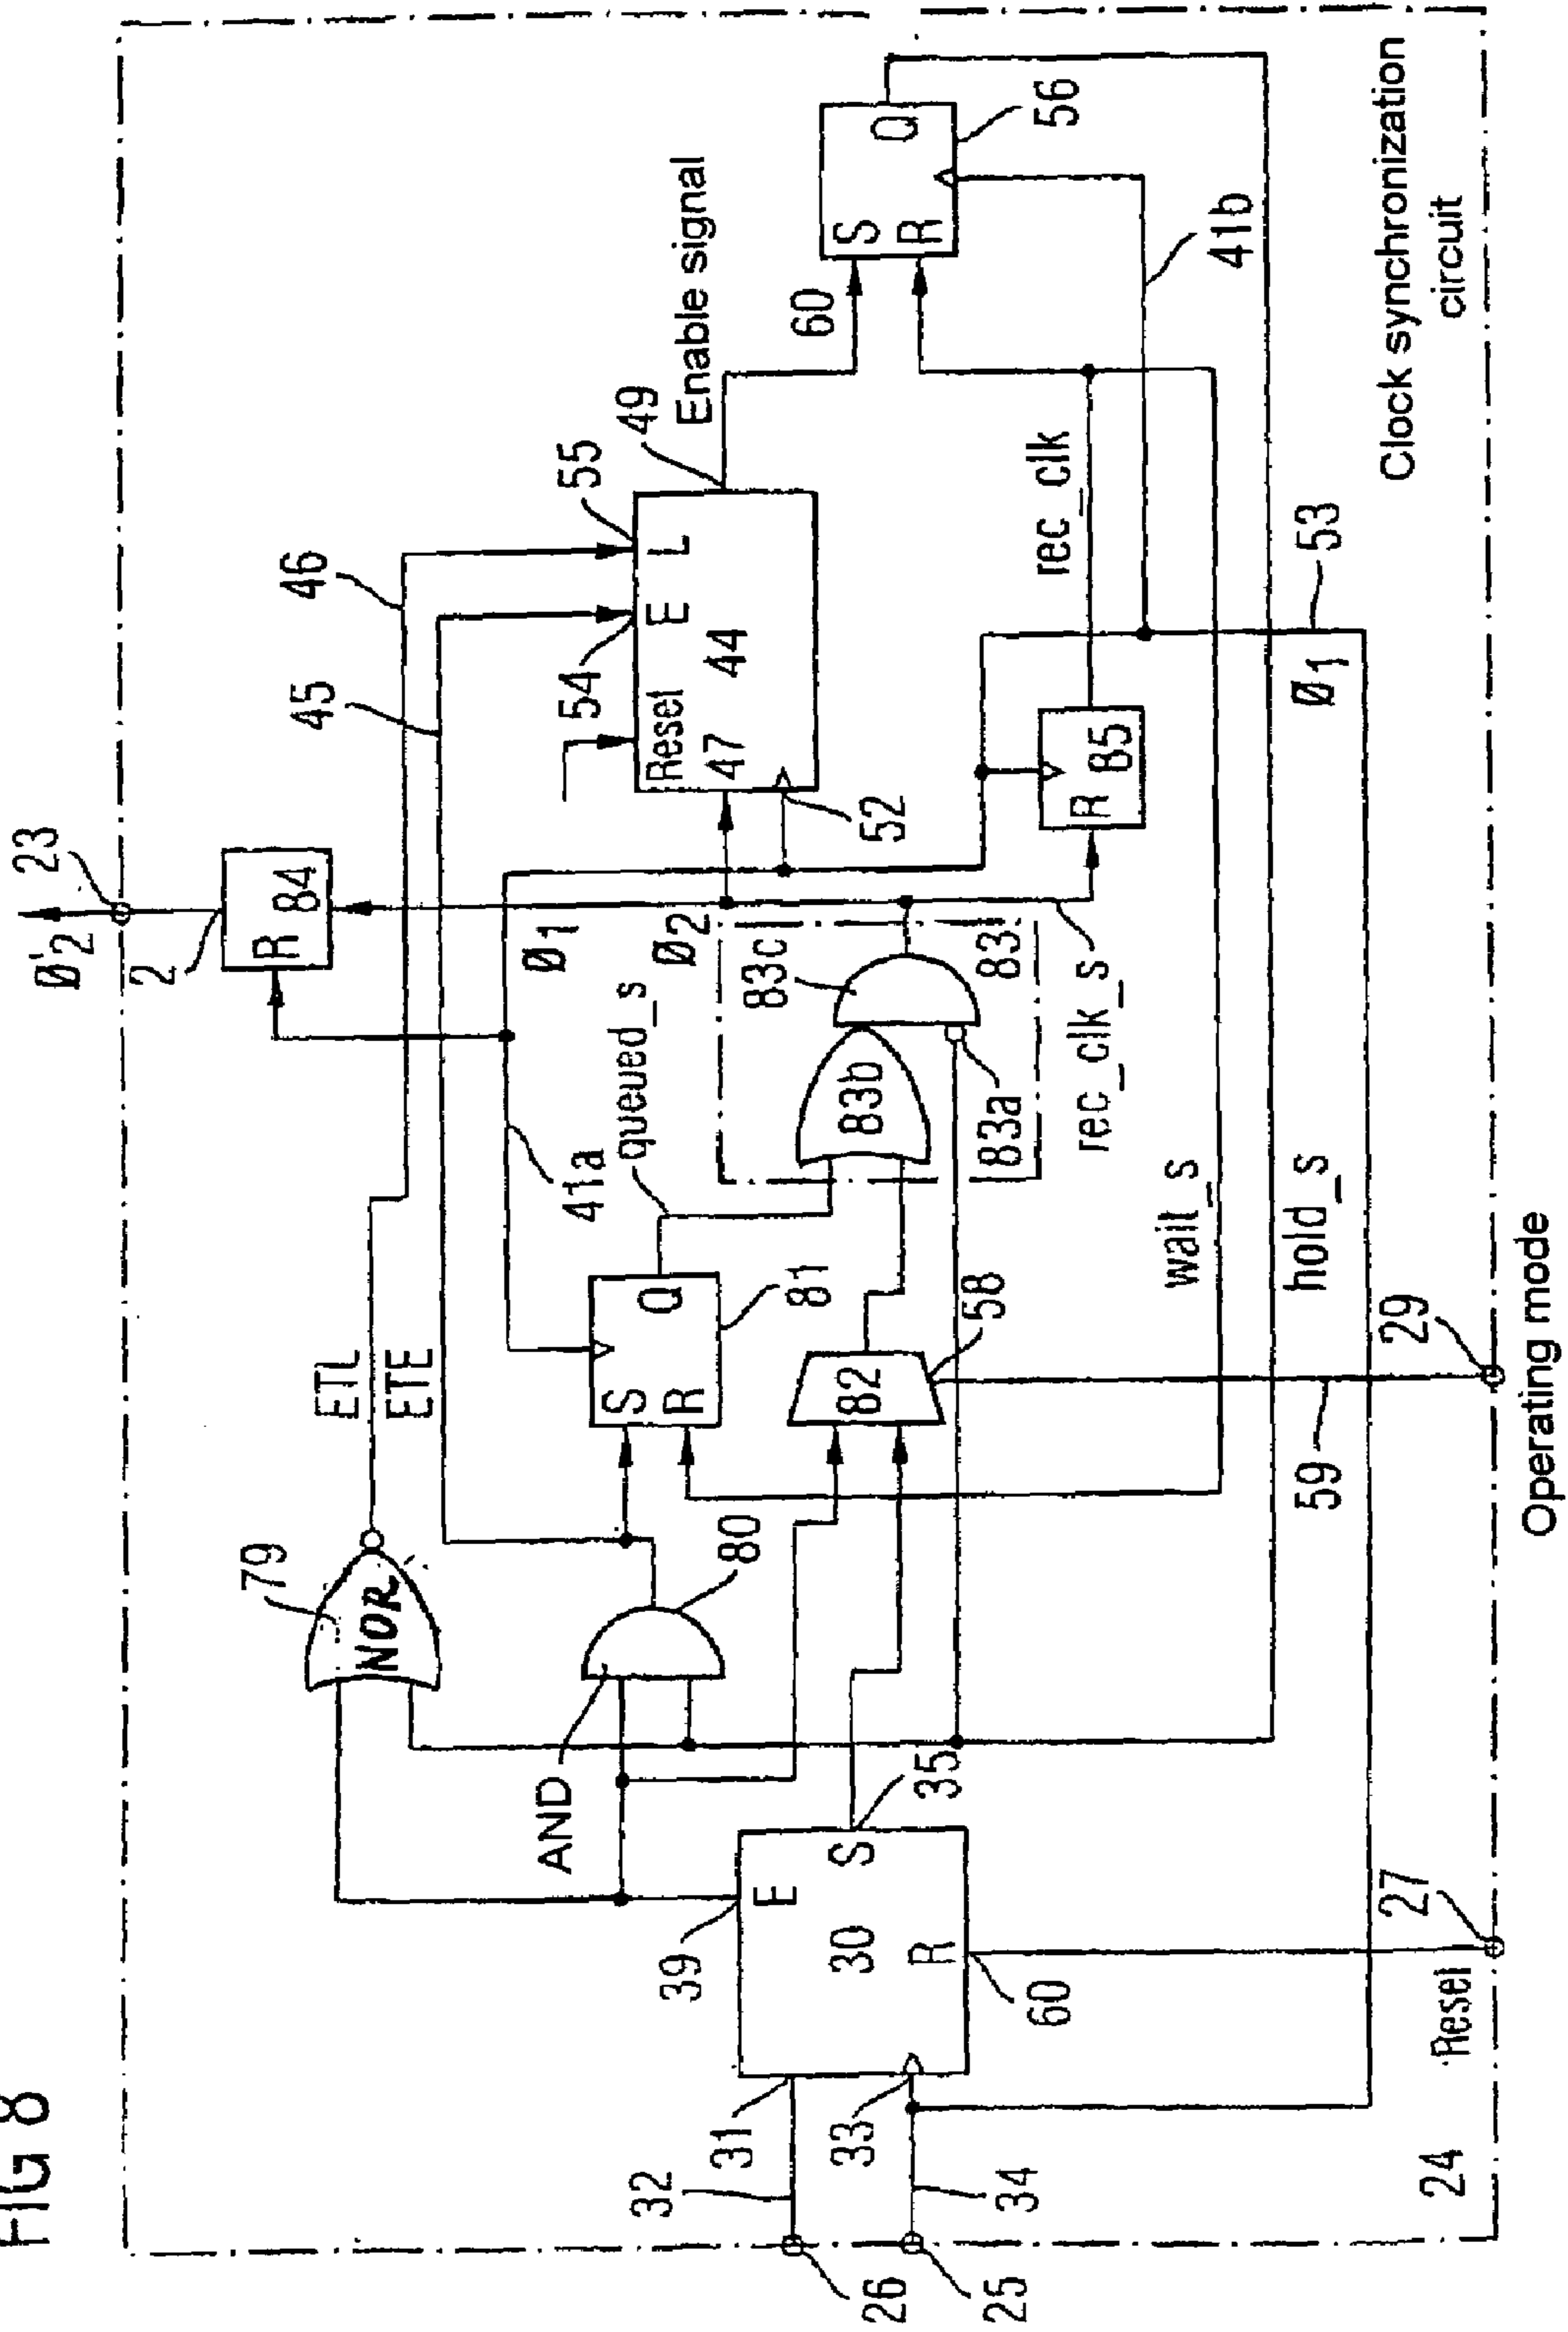 FIG 8
Ø'2
23
2
R 84
46
45
ETL
ETE
79
NOR
AND
80
41a
queued_s
Ø1
Ø2
54
55
49
Enable signal
Reset
E
L
47
44
52
60
S
R
Q
56
41b
S
R
Q
81
82
58
83b
83c
83
83a
rec_clk_s
R 85
rec_clk
wait_s
hold_s
Ø1
53
39
E
30
S
R
35
60
31
33
32
34
26
25
24
Reset
27
59
29
Operating mode
Clock synchronization
circuit